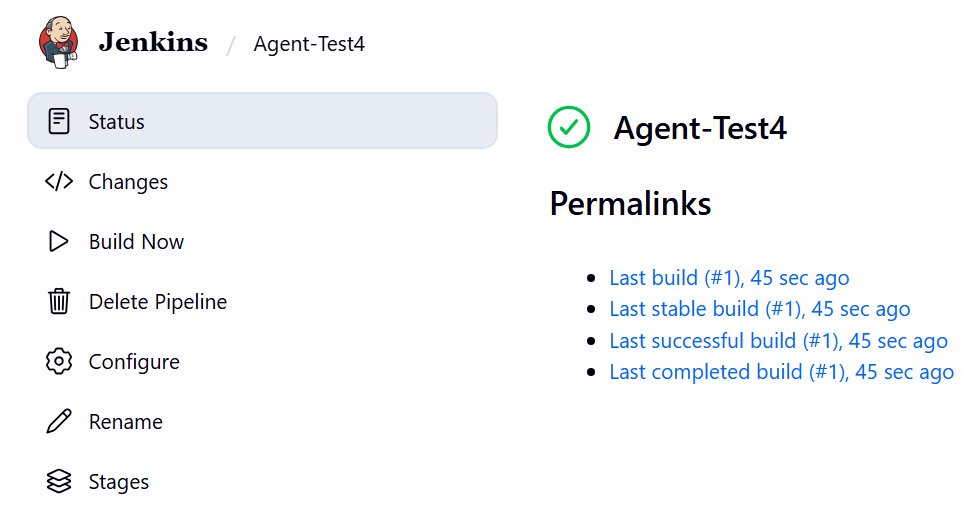 Jenkins / Agent-Test4
Status
Changes
Build Now
Delete Pipeline
Configure
Rename
Stages
Agent-Test4
Permalinks
Last build (#1), 45 sec ago
Last stable build (#1), 45 sec ago
Last successful build (#1), 45 sec ago
Last completed build (#1), 45 sec ago